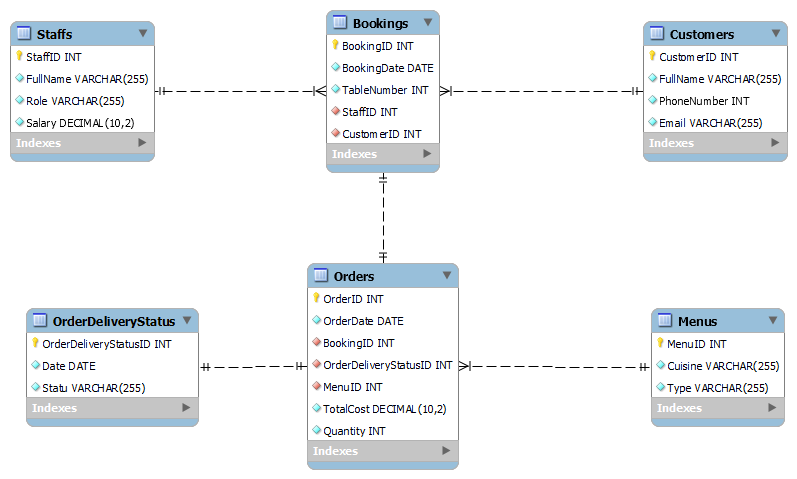 Staffs
StaffID INT
FullName VARCHAR(255)
Role VARCHAR(255)
Salary DECIMAL(10,2)
Indexes
Bookings
BookingID INT
BookingDate DATE
TableNumber INT
StaffID INT
CustomerID INT
Indexes
Customers
CustomerID INT
FullName VARCHAR(255)
PhoneNumber INT
Email VARCHAR(255)
Indexes
OrderDeliveryStatus
OrderDeliveryStatusID INT
Date DATE
Statu VARCHAR(255)
Indexes
Orders
OrderID INT
OrderDate DATE
BookingID INT
OrderDeliveryStatusID INT
MenuID INT
TotalCost DECIMAL(10,2)
Quantity INT
Indexes
Menus
MenuID INT
Cuisine VARCHAR(255)
Type VARCHAR(255)
Indexes